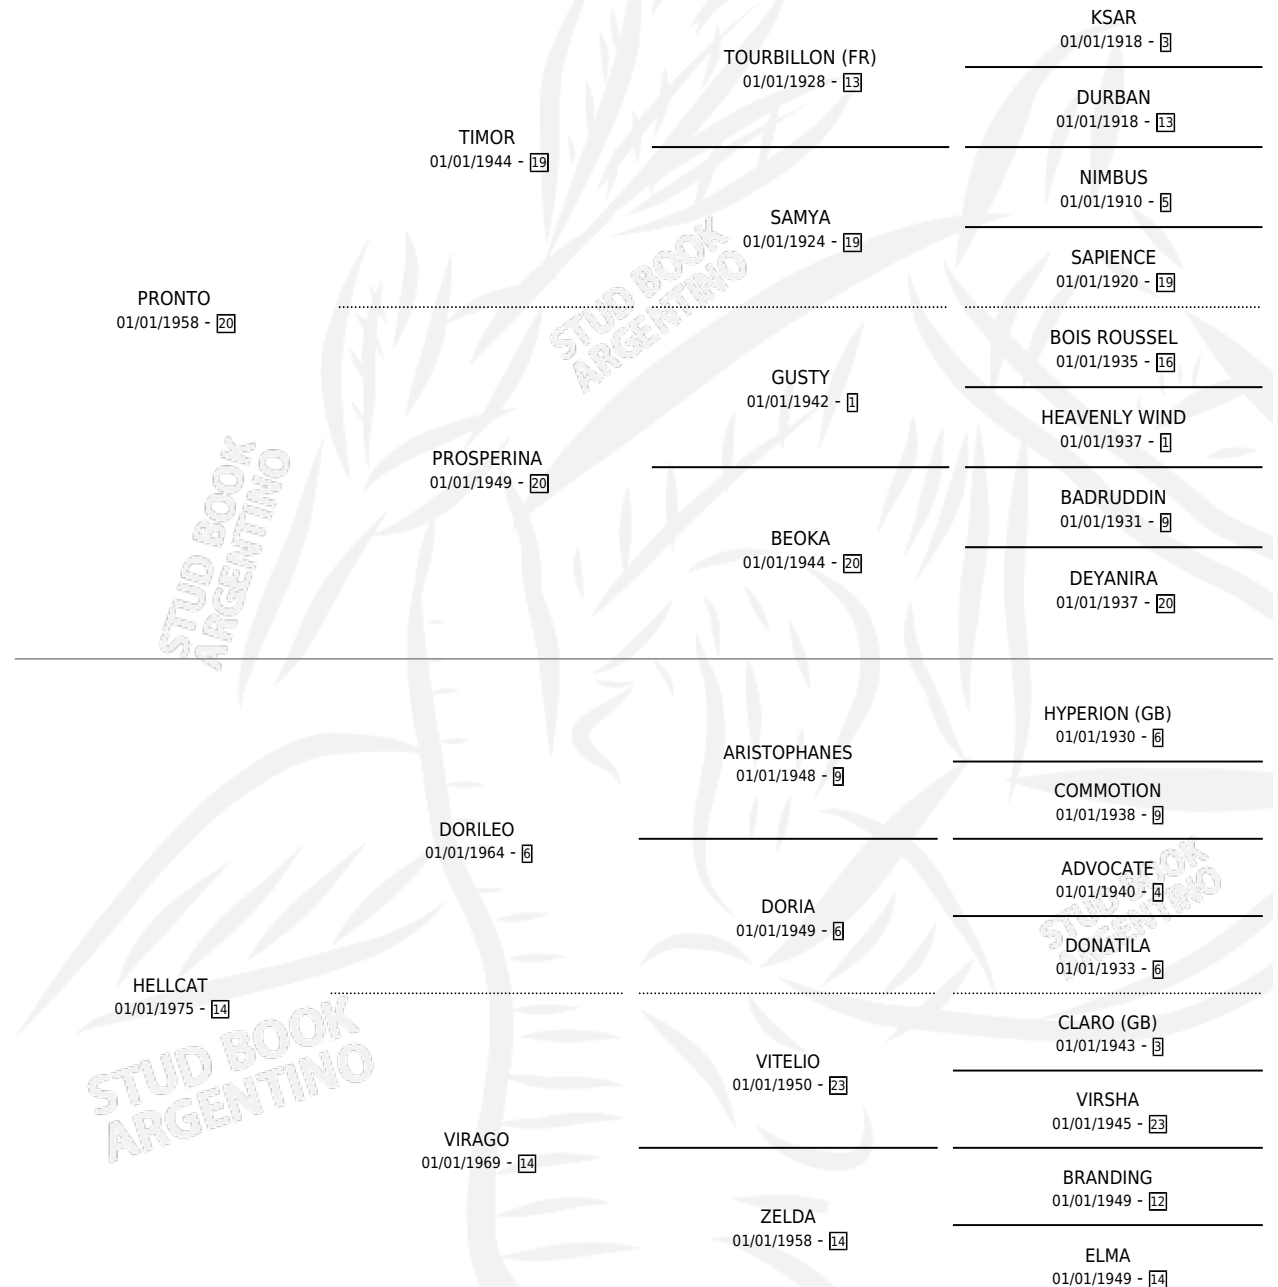 KSAR
01/01/1918 - 3
TOURBILLON (FR)
01/01/1928 - 13
DURBAN
01/01/1918 - 13
TIMOR
01/01/1944 - 19
NIMBUS
01/01/1910 - 5
SAMYA
01/01/1924 - 19
SAPIENCE
01/01/1920 - 19
PRONTO
01/01/1958 - 20
BOIS ROUSSEL
01/01/1935 - 16
GUSTY
01/01/1942 - 1
HEAVENLY WIND
01/01/1937 - 1
PROSPERINA
01/01/1949 - 20
BADRUDDIN
01/01/1931 - 9
BEOKA
01/01/1944 - 20
DEYANIRA
01/01/1937 - 20
STUD BOOK
ARGENTINO
STUD BOOK
ARGENTINO
HYPERION (GB)
01/01/1930 - 6
ARISTOPHANES
01/01/1948 - 9
COMMOTION
01/01/1938 - 9
DORILEO
01/01/1964 - 6
ADVOCATE
01/01/1940 - 4
DORIA
01/01/1949 - 6
DONATILA
01/01/1933 - 6
STUD BOOK
ARGENTINO
HELLCAT
01/01/1975 - 14
CLARO (GB)
01/01/1943 - 3
VITELIO
01/01/1950 - 23
VIRSHA
01/01/1945 - 23
STUD BOOK
ARGENTINO
VIRAGO
01/01/1969 - 14
BRANDING
01/01/1949 - 12
ZELDA
01/01/1958 - 14
ELMA
01/01/1949 - 14